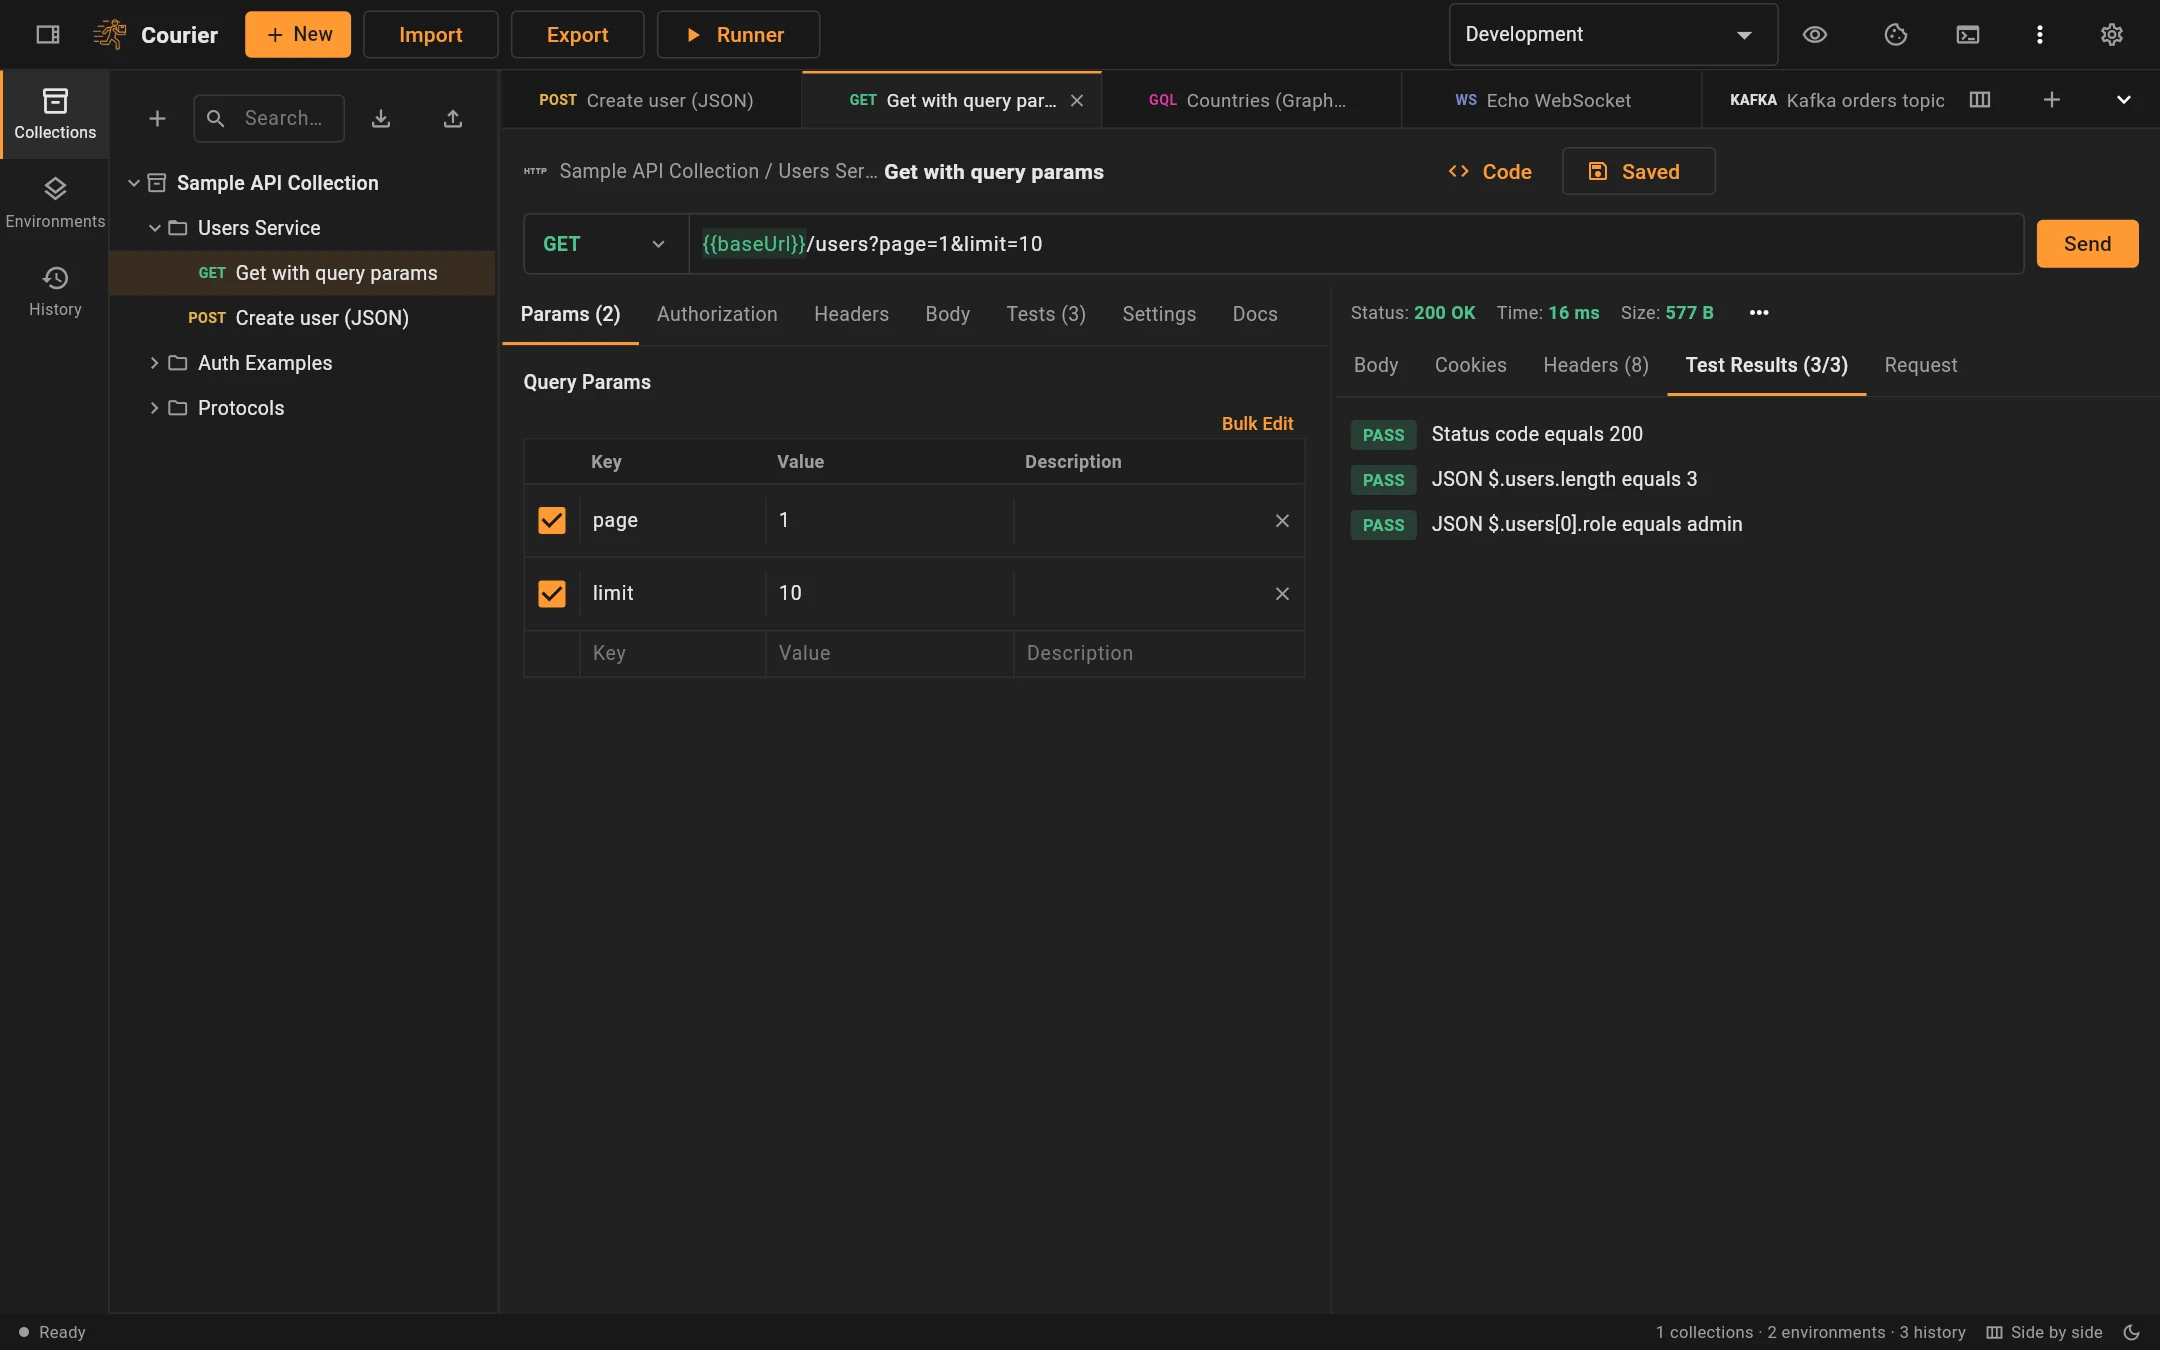 Courier
New
Import
Export
Runner
Development
Collections
Environments
History
Search...
Sample API Collection
Users Service
GET Get with query params
POST Create user (JSON)
Auth Examples
Protocols
POST Create user (JSON)
GET Get with query par...
GQL Countries (Graph...
WS Echo WebSocket
KAFKA Kafka orders topic
HTTP Sample API Collection / Users Ser... Get with query params
Code
Saved
GET
{{baseUrl}}/users?page=1&limit=10
Send
Params (2)
Authorization
Headers
Body
Tests (3)
Settings
Docs
Query Params
Bulk Edit
Key Value Description
page 1
limit 10
Key Value Description
Status: 200 OK Time: 16 ms Size: 577 B
Body
Cookies
Headers (8)
Test Results (3/3)
Request
PASS Status code equals 200
PASS JSON $.users.length equals 3
PASS JSON $.users[0].role equals admin
Ready
1 collections · 2 environments · 3 history
Side by side